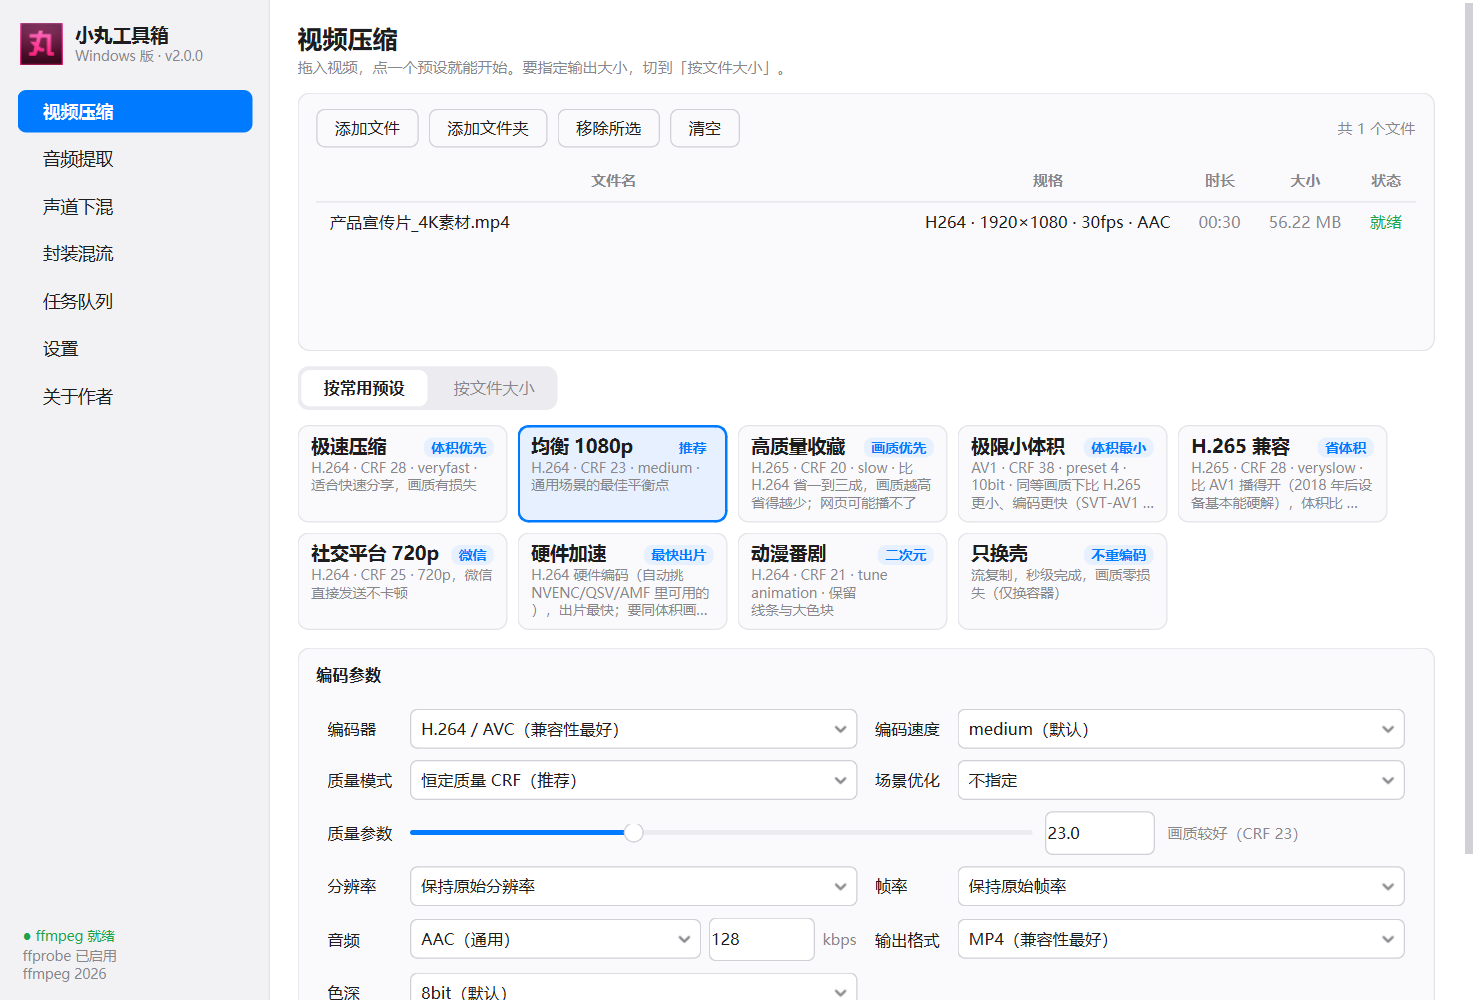 丸
小丸工具箱
Windows 版 · v2.0.0
视频压缩
音频提取
声道下混
封装混流
任务队列
设置
关于作者
● ffmpeg 就绪
ffprobe 已启用
ffmpeg 2026
视频压缩
拖入视频，点一个预设就能开始。要指定输出大小，切到「按文件大小」。
添加文件 添加文件夹 移除所选 清空 共 1 个文件
文件名 规格 时长 大小 状态
产品宣传片_4K素材.mp4 H264 · 1920×1080 · 30fps · AAC 00:30 56.22 MB 就绪
按常用预设 按文件大小
极速压缩 体积优先
H.264 · CRF 28 · veryfast ·
适合快速分享，画质有损失
均衡 1080p 推荐
H.264 · CRF 23 · medium ·
通用场景的最佳平衡点
高质量收藏 画质优先
H.265 · CRF 20 · slow · 比
H.264 省一到三成，画质越高
省得越少；网页可能播不了
极限小体积 体积最小
AV1 · CRF 38 · preset 4 ·
10bit · 同等画质下比 H.265
更小、编码更快（SVT-AV1 ...
H.265 兼容 省体积
H.265 · CRF 28 · veryslow ·
比 AV1 播得开（2018 年后设
备基本能硬解），体积比 ...
社交平台 720p 微信
H.264 · CRF 25 · 720p，微信
直接发送不卡顿
硬件加速 最快出片
H.264 硬件编码（自动挑
NVENC/QSV/AMF 里可用的
），出片最快；要同体积画...
动漫番剧 二次元
H.264 · CRF 21 · tune
animation · 保留
线条与大色块
只换壳 不重编码
流复制，秒级完成，画质零损
失（仅换容器）
编码参数
编码器 H.264 / AVC（兼容性最好） 编码速度 medium（默认）
质量模式 恒定质量 CRF（推荐） 场景优化 不指定
质量参数 23.0 画质较好（CRF 23）
分辨率 保持原始分辨率 帧率 保持原始帧率
音频 AAC（通用） 128 kbps 输出格式 MP4（兼容性最好）
色深 8bit（默认）